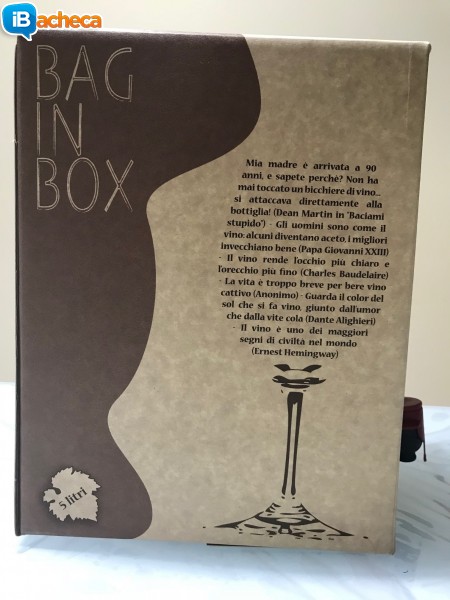 iBacheca
BAG
IN
BOX
Mia madre è arrivata a 90
anni, e sapete perchè? Non ha
mai toccato un bicchiere di vino...
si attaccava direttamente alla
bottiglia! (Dean Martin in "Baciami
stupido") - Gli uomini sono come il
vino: alcuni diventano aceto, i migliori
invecchiano bene (Papa Giovanni XXIII)
- Il vino rende l'occhio più chiaro e
l'orecchio più fino (Charles Baudelaire)
- La vita è troppo breve per bere vino
cattivo (Anonimo) - Guarda il calor del
sol che si fa vino, giunto dall'umor
che dalla vite cola (Dante Alighieri)
- Il vino è uno dei maggiori
segni di civiltà nel mondo
(Ernest Hemingway)
5 litri